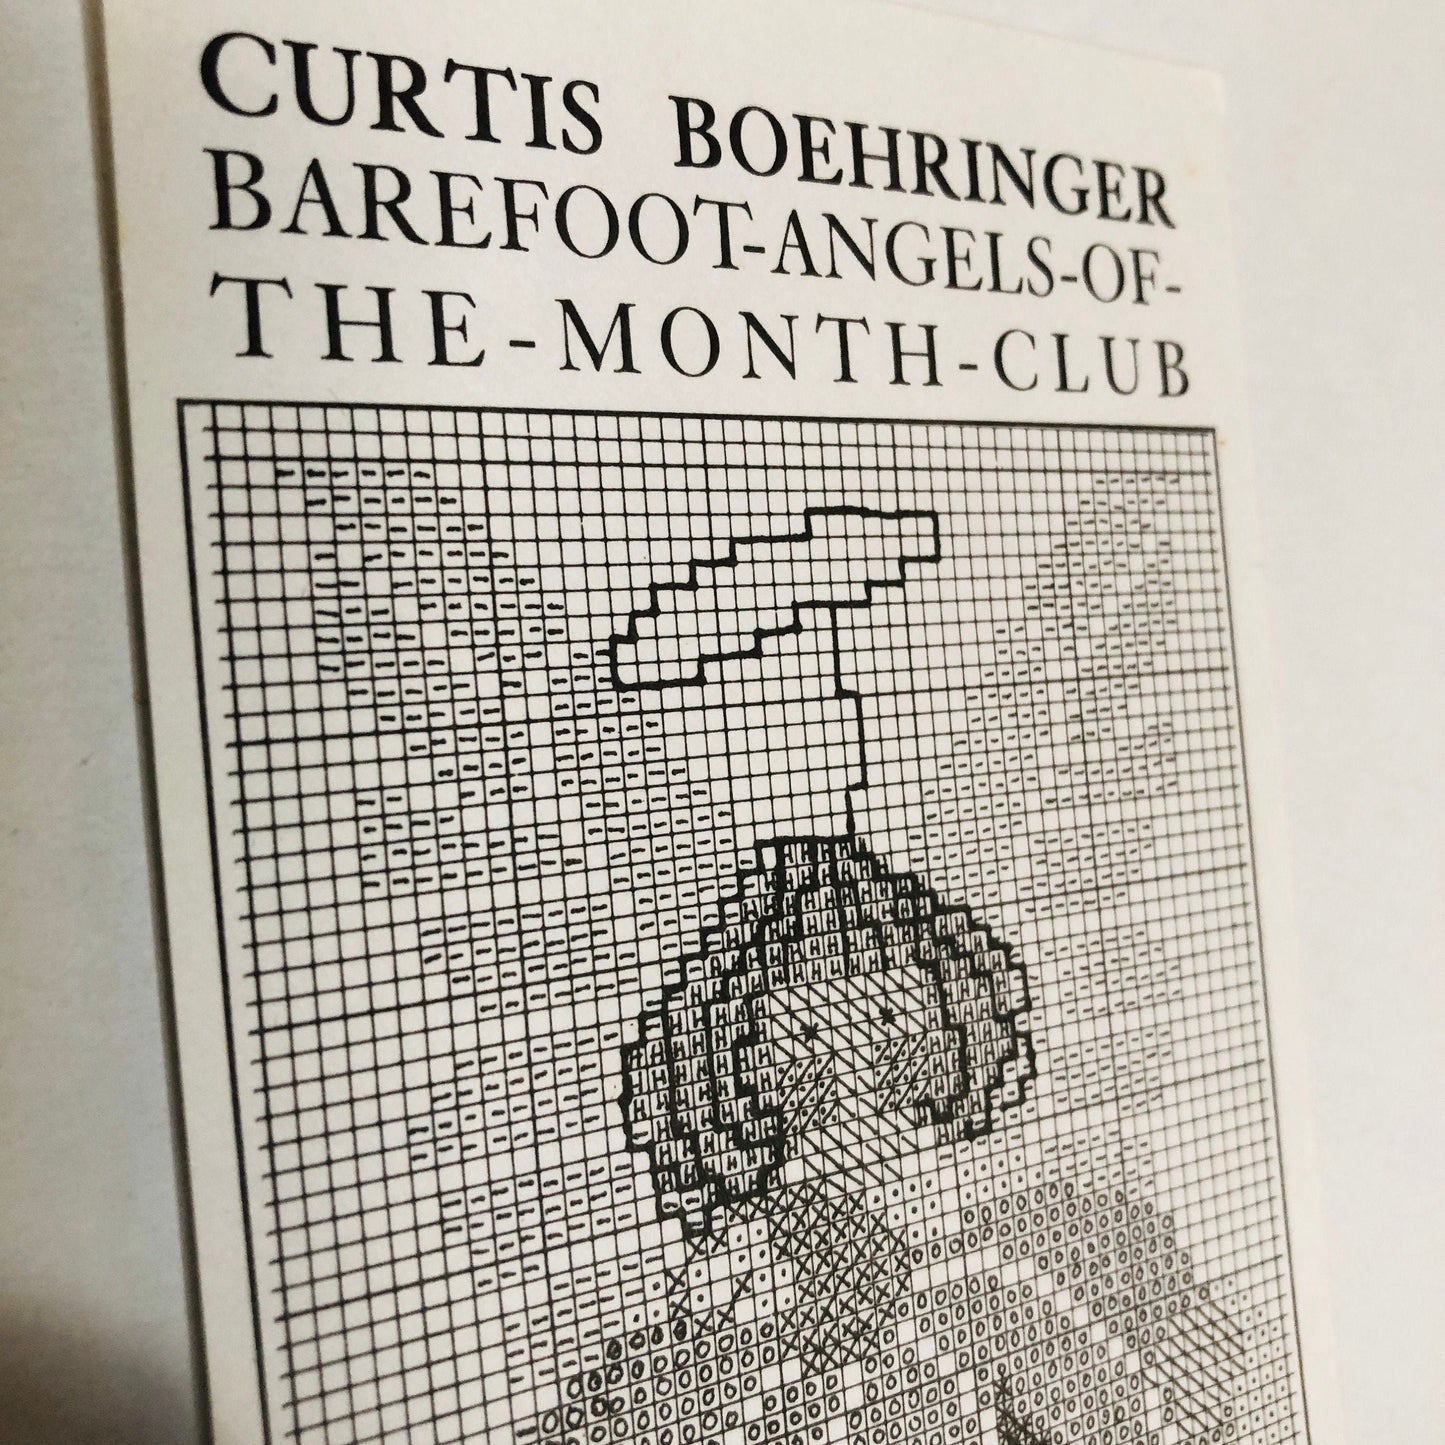 CURTIS BOEHRINGER
BAREFOOT-ANGELS-OF-
THE-MONTH-CLUB